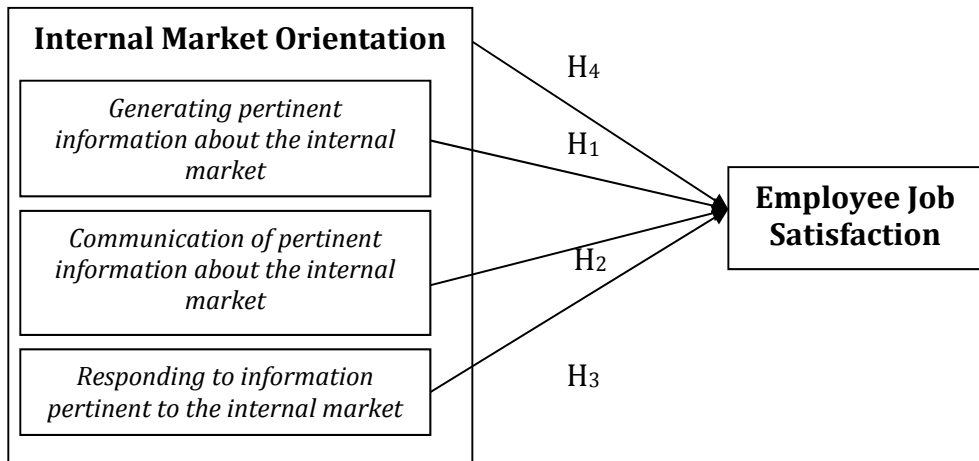 Internal Market Orientation
Generating pertinent
information about the internal
market
Communication of pertinent
information about the internal
market
Responding to information
pertinent to the internal market
H4
H1
H2
H3
Employee Job
Satisfaction